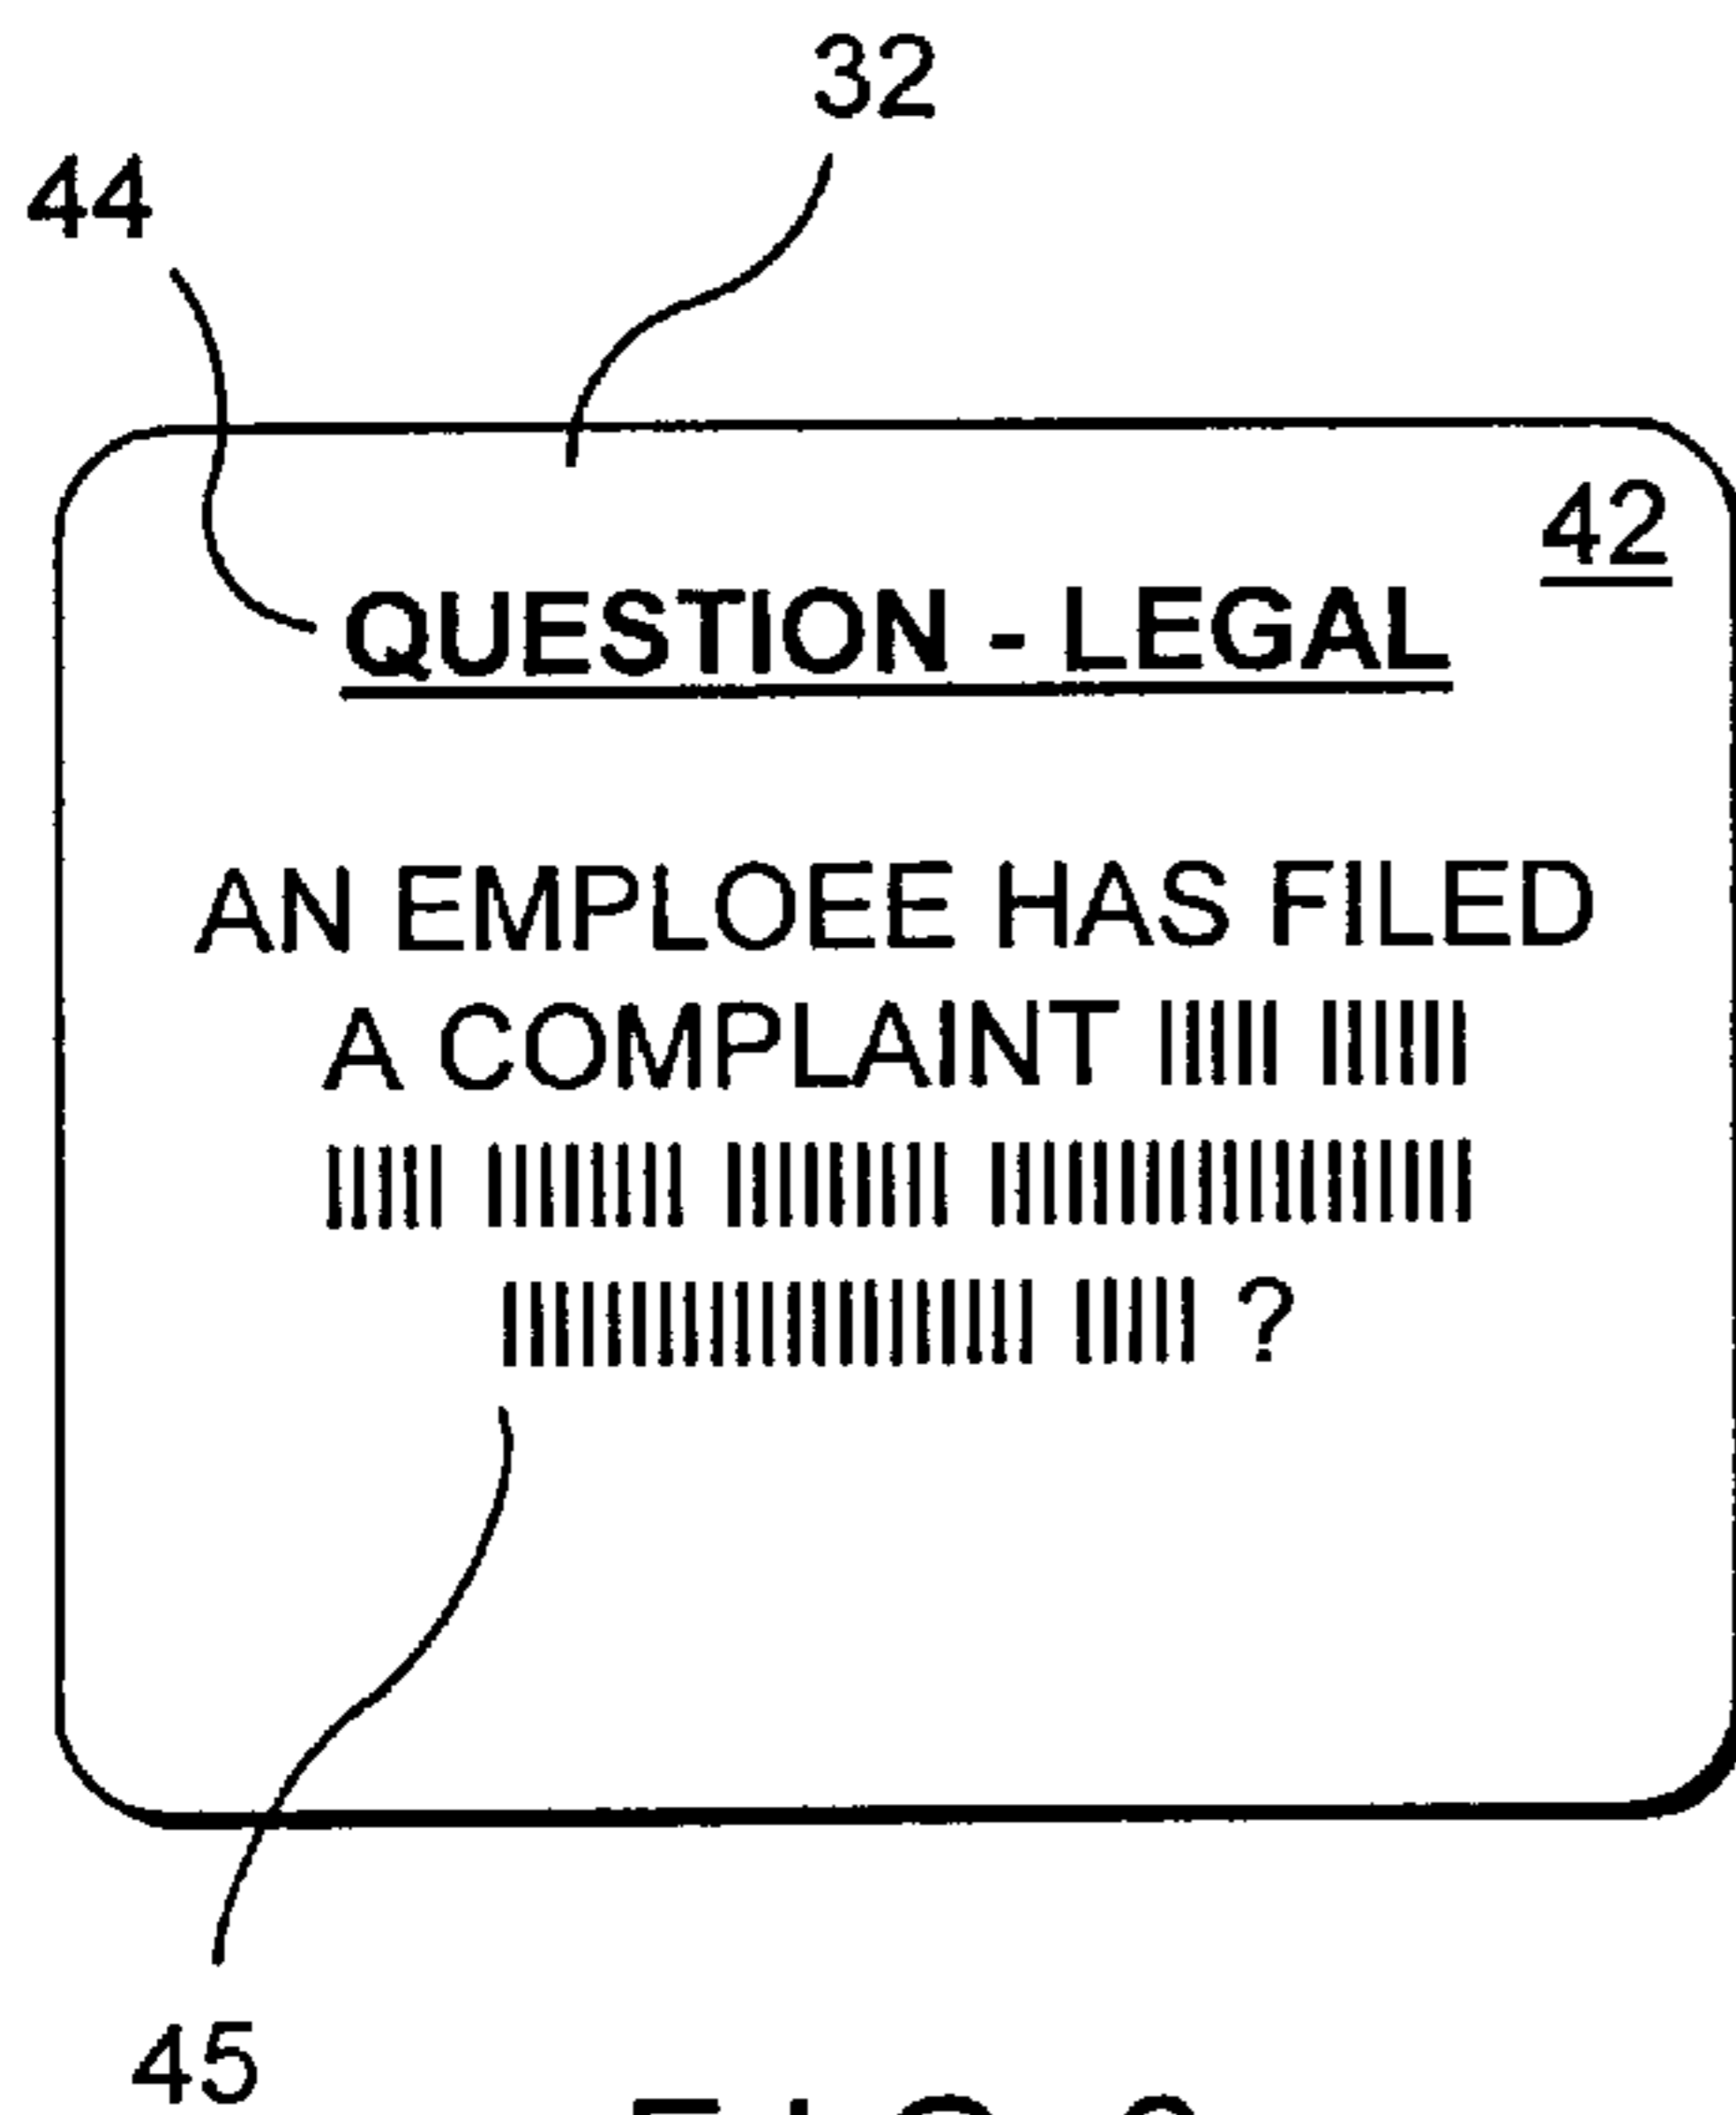 32
44
42
QUESTION - LEGAL
AN EMPLOEE HAS FILED
A COMPLAINT
?
45